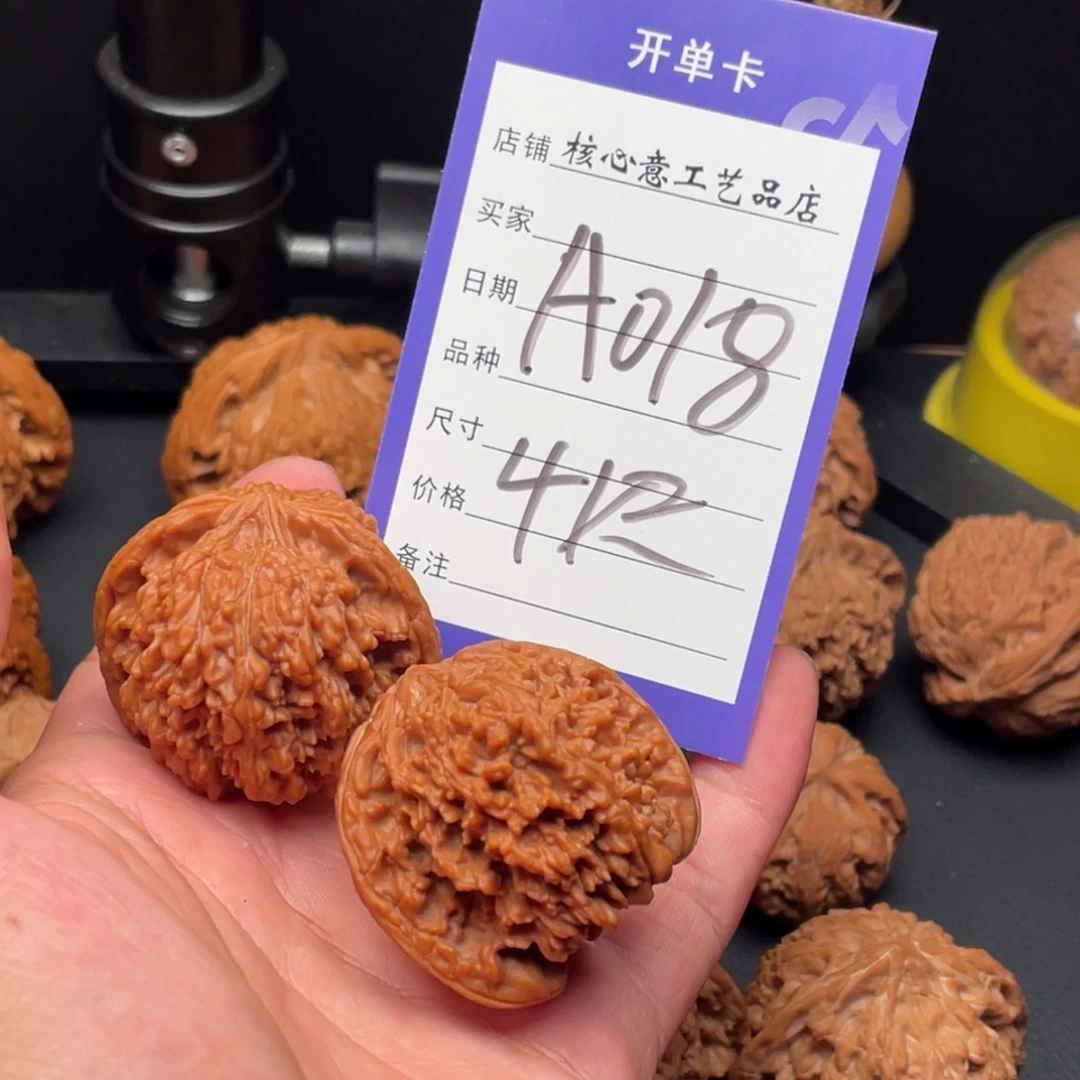 开单卡
店铺 核心意工艺品店
买家
日期 A018
品种
尺寸 412
价格
备注